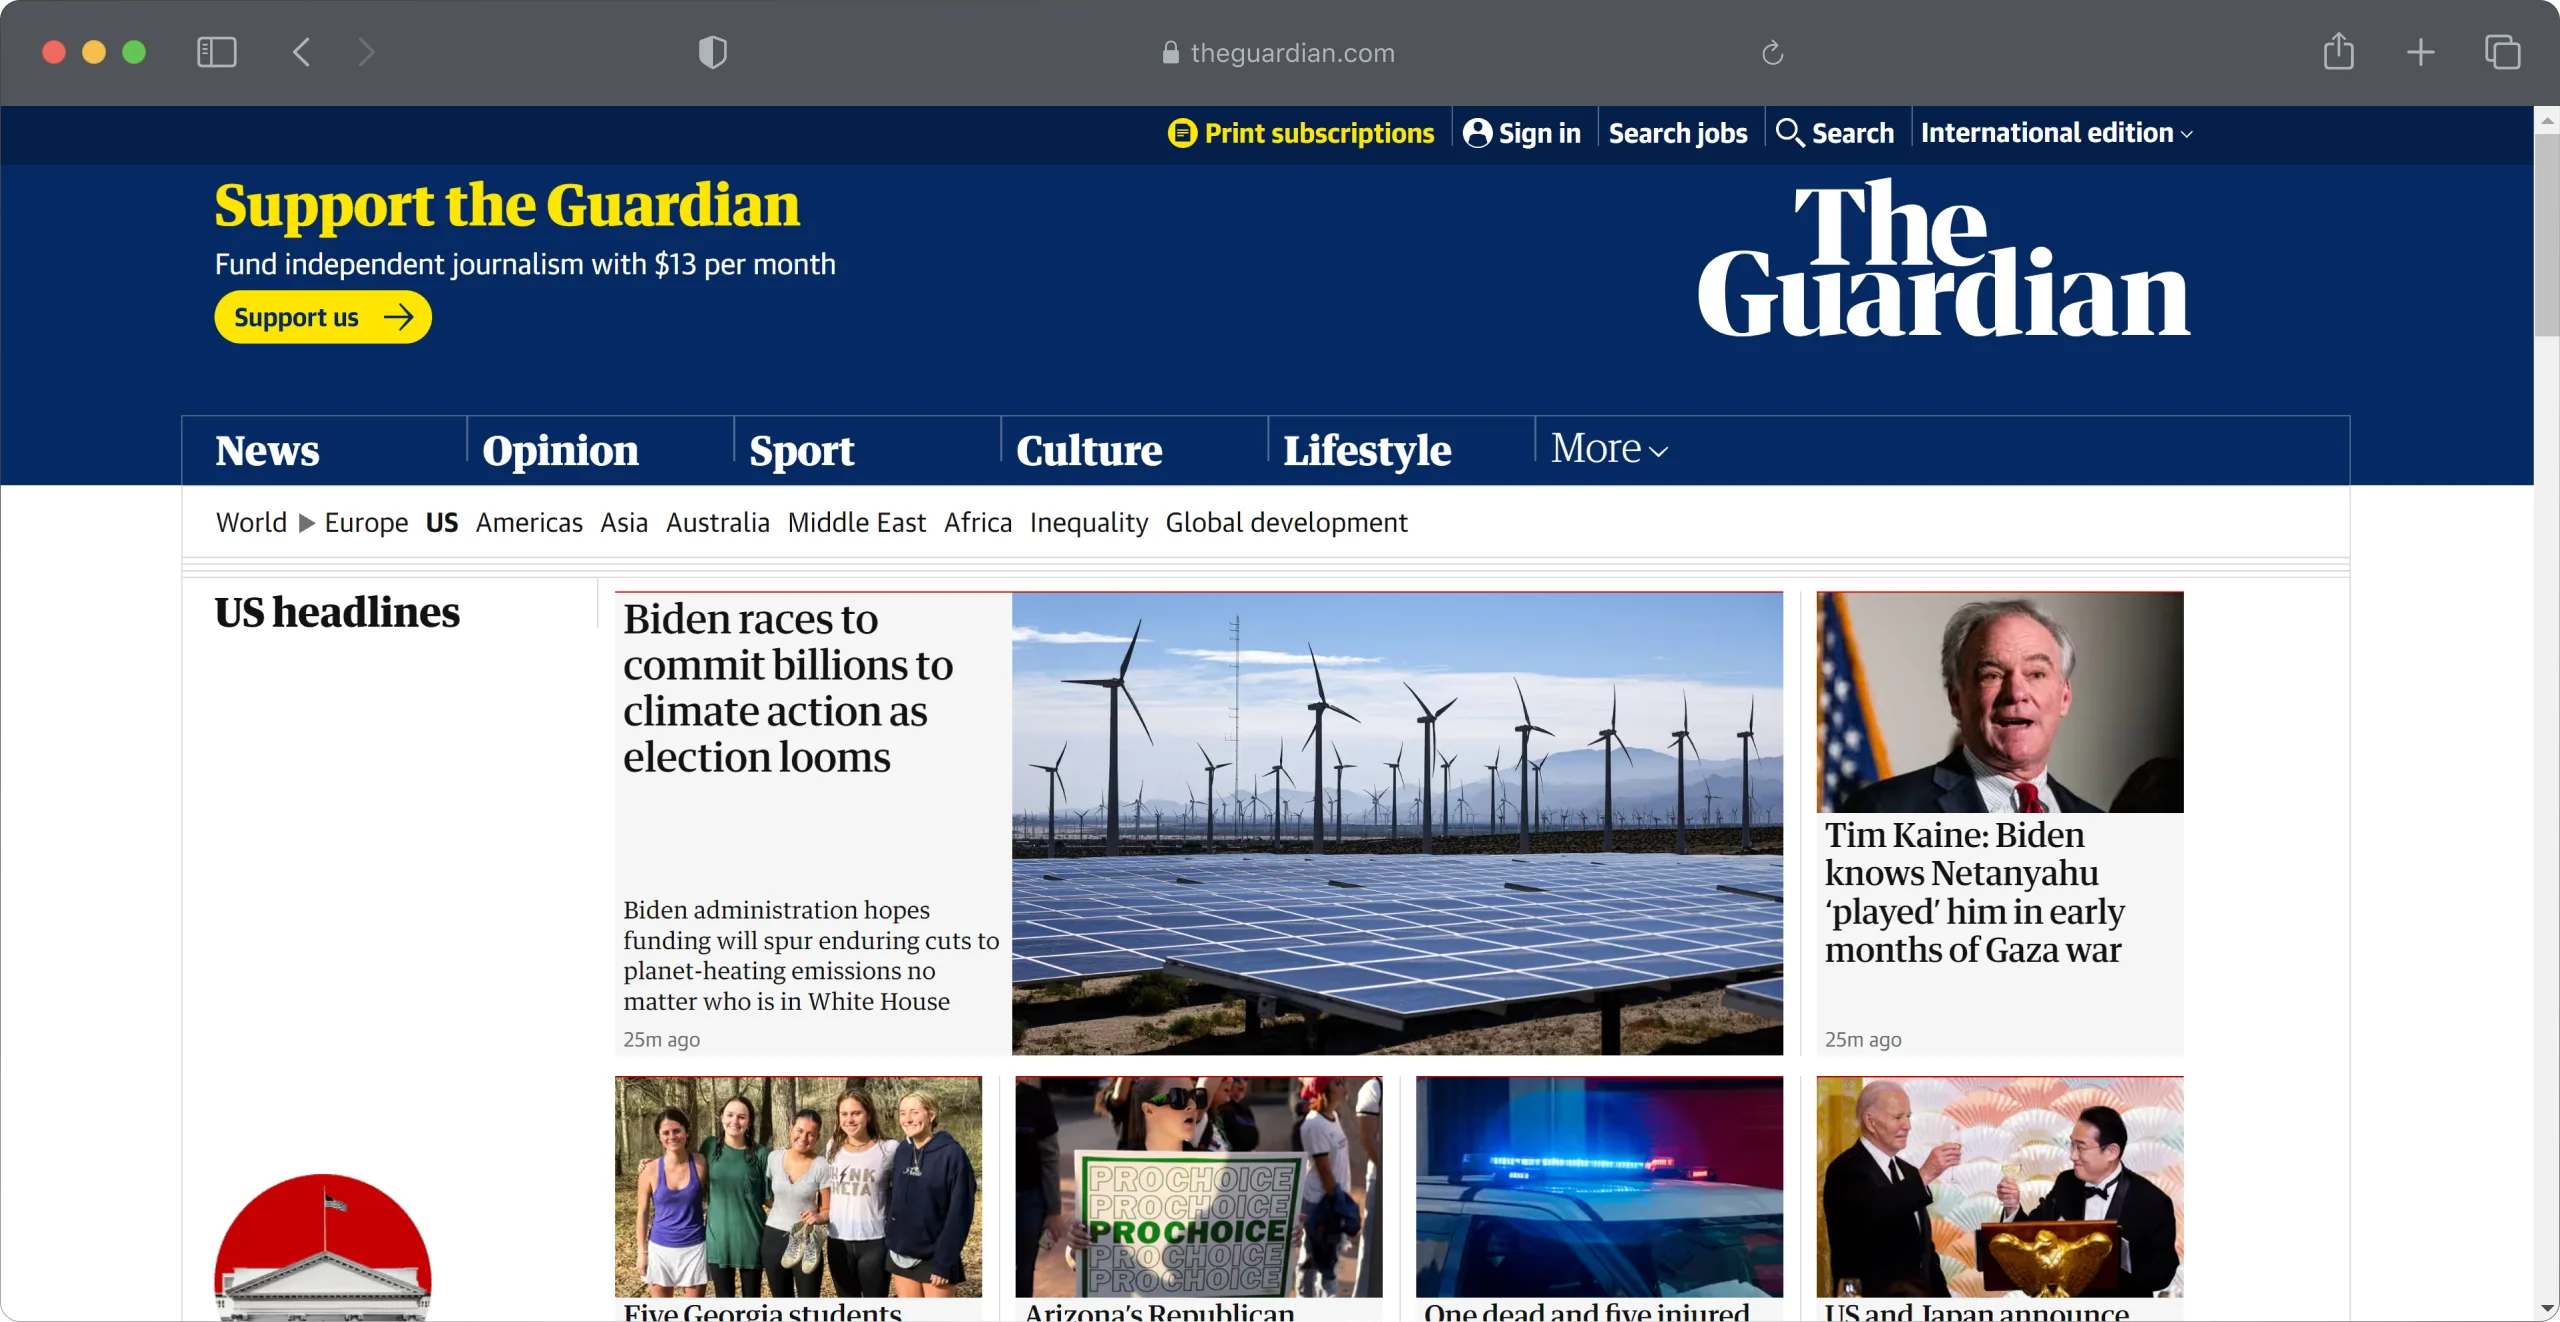 theguardian.com
Print subscriptions
Sign in
Search jobs
Search
International edition
Support the Guardian
Fund independent journalism with $13 per month
Support us
The
Guardian
News
Opinion
Sport
Culture
Lifestyle
More
World
Europe
US
Americas
Asia
Australia
Middle East
Africa
Inequality
Global development
US headlines
Biden races to
commit billions to
climate action as
election looms
Biden administration hopes
funding will spur enduring cuts to
planet-heating emissions no
matter who is in White House
25m ago
Tim Kaine: Biden
knows Netanyahu
‘played’ him in early
months of Gaza war
25m ago
PROCHOICE
PROCHOICE
PROCHOICE
PROCHOICE
PROCHOICE
Five Georgia students
Arizona’s Republican
One dead and five injured
US and Japan announce